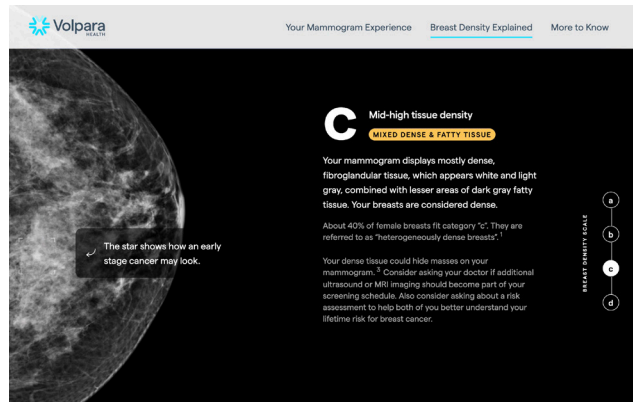 Volpara
HEALTH
Your Mammogram Experience
Breast Density Explained
More to Know
C
Mid-high tissue density
MIXED DENSE & FATTY TISSUE
Your mammogram displays mostly dense,
fibroglandular tissue, which appears white and light
gray, combined with lesser areas of dark gray fatty
tissue. Your breasts are considered dense.
About 40% of female breasts fit category "c". They are
referred to as "heterogeneously dense breasts". 1
Your dense tissue could hide masses on your
mammogram. 3 Consider asking your doctor if additional
ultrasound or MRI imaging should become part of your
screening schedule. Also consider asking about a risk
assessment to help both of you better understand your
lifetime risk for breast cancer.
The star shows how an early
stage cancer may look.
BREAST DENSITY SCALE
a
b
c
d